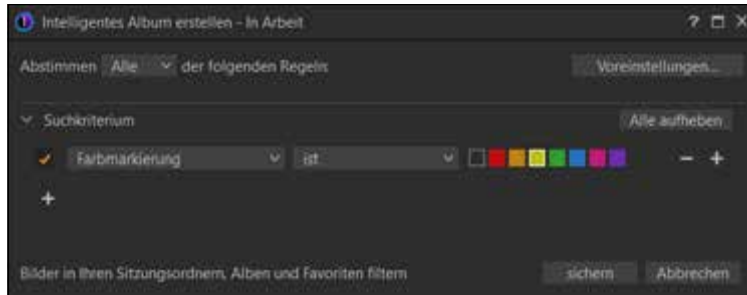 Intelligentes Album erstellen - In Arbeit
Abstimmen Alle der folgenden Regeln
Voreinstellungen...
Suchkriterium
Alle aufheben
Farbmarkierung ist
Bilder in Ihren Sitzungsordnern, Alben und Favoriten filtern
sichern Abbrechen